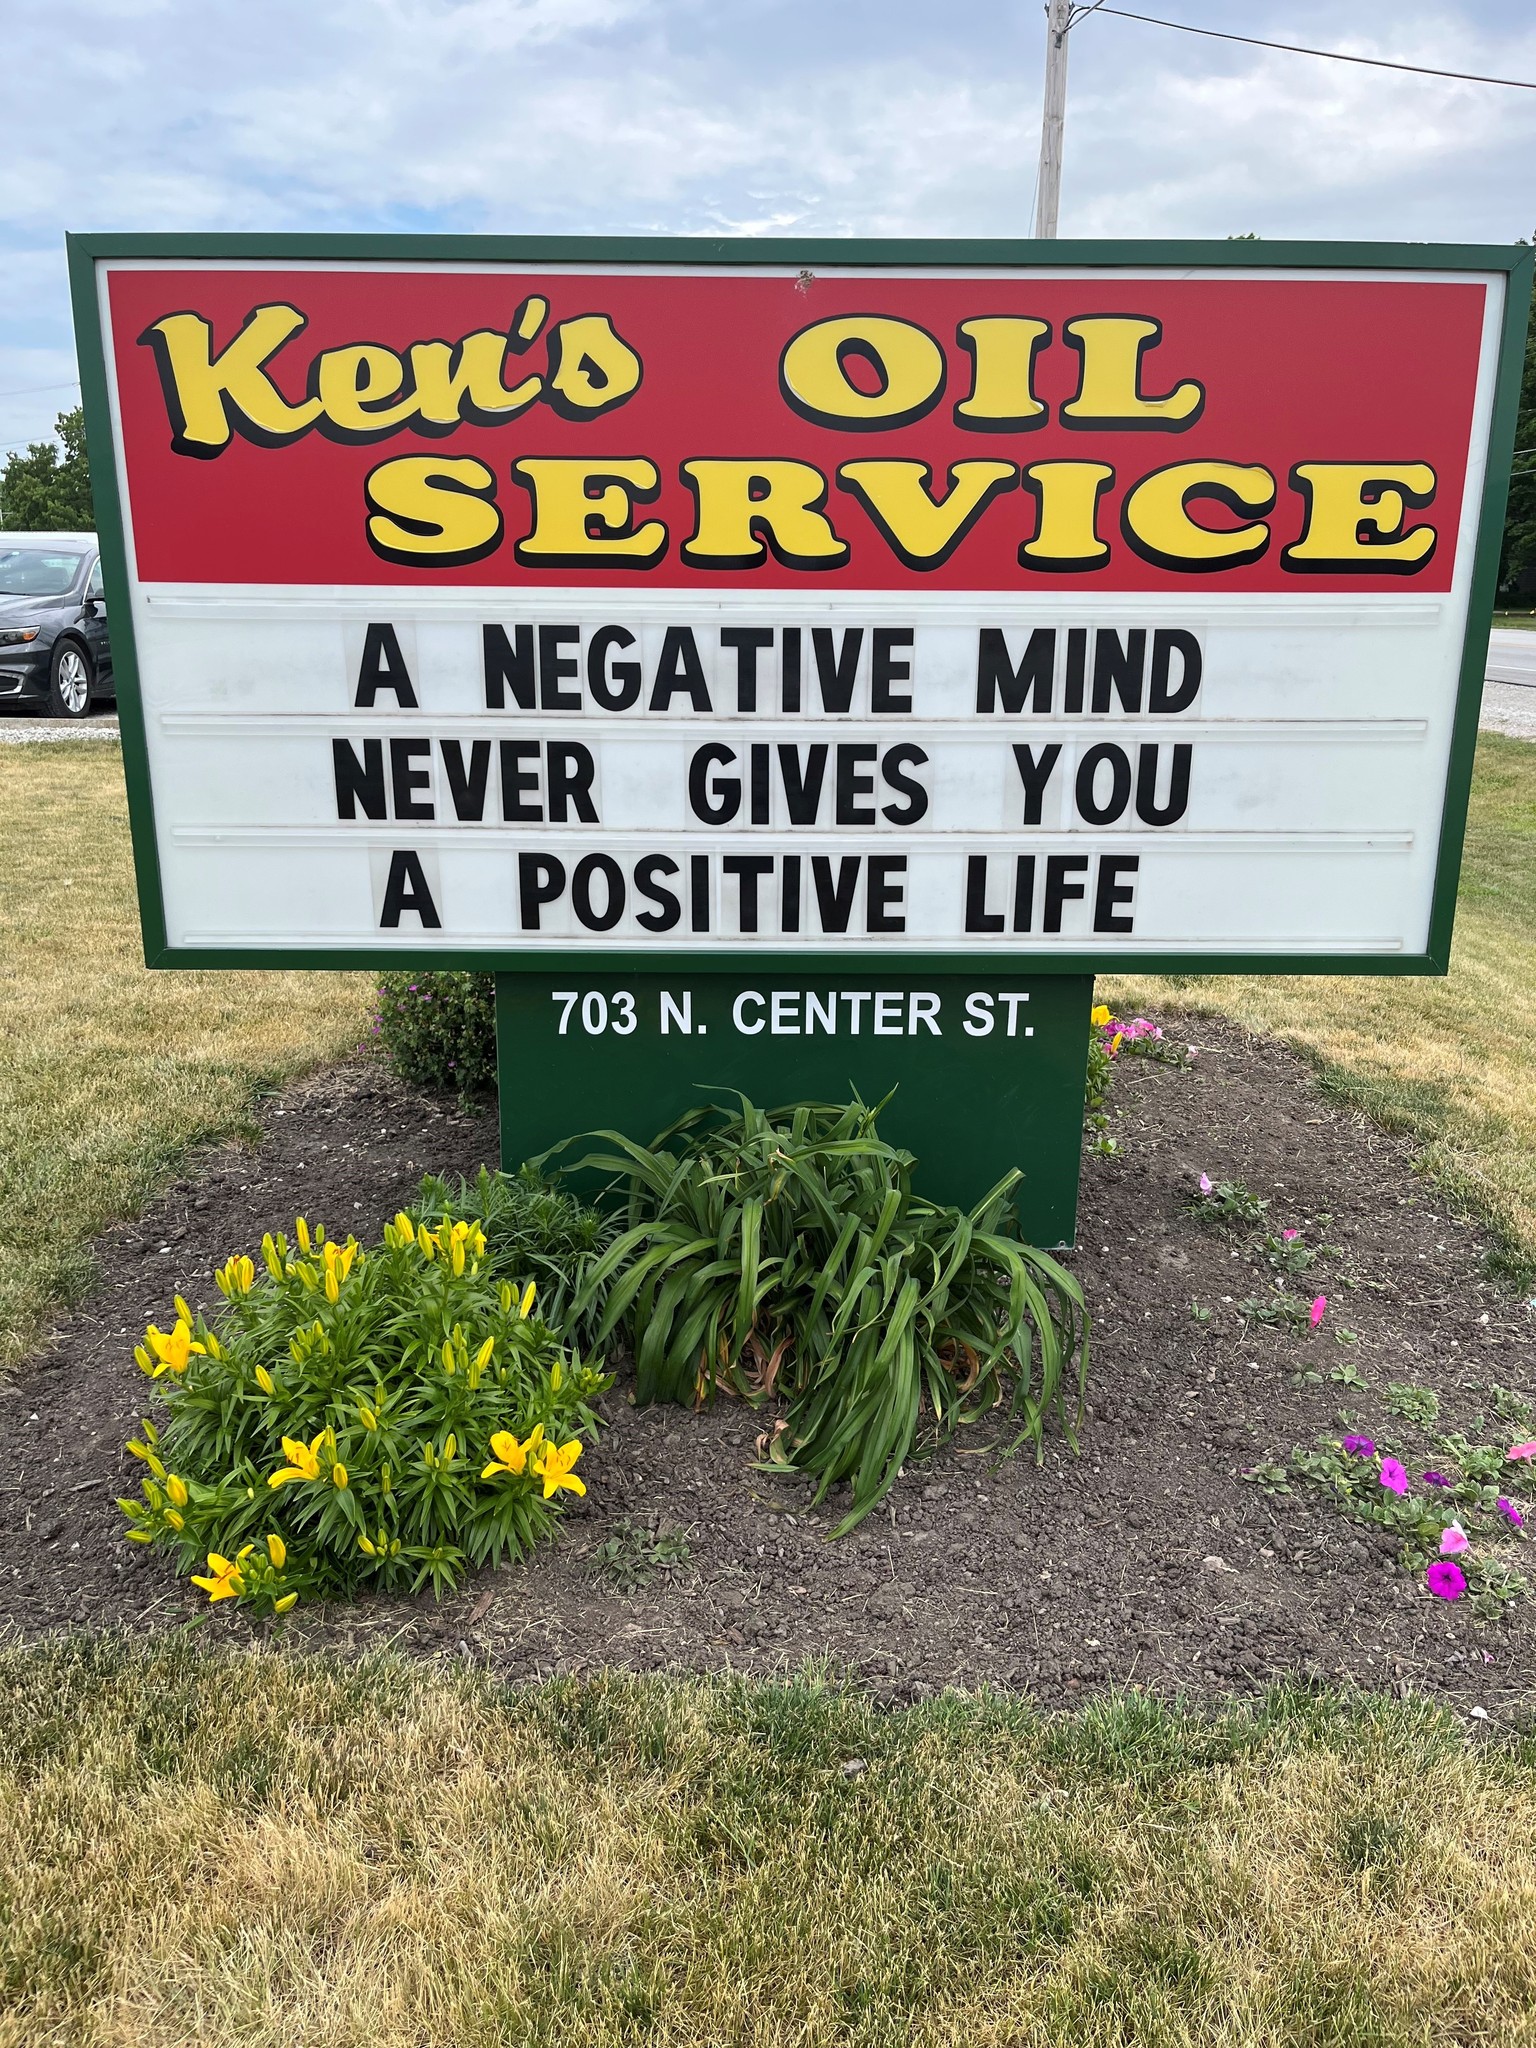 Ken's OIL
SERVICE
A NEGATIVE MIND
NEVER GIVES YOU
A POSITIVE LIFE
703 N. CENTER ST.